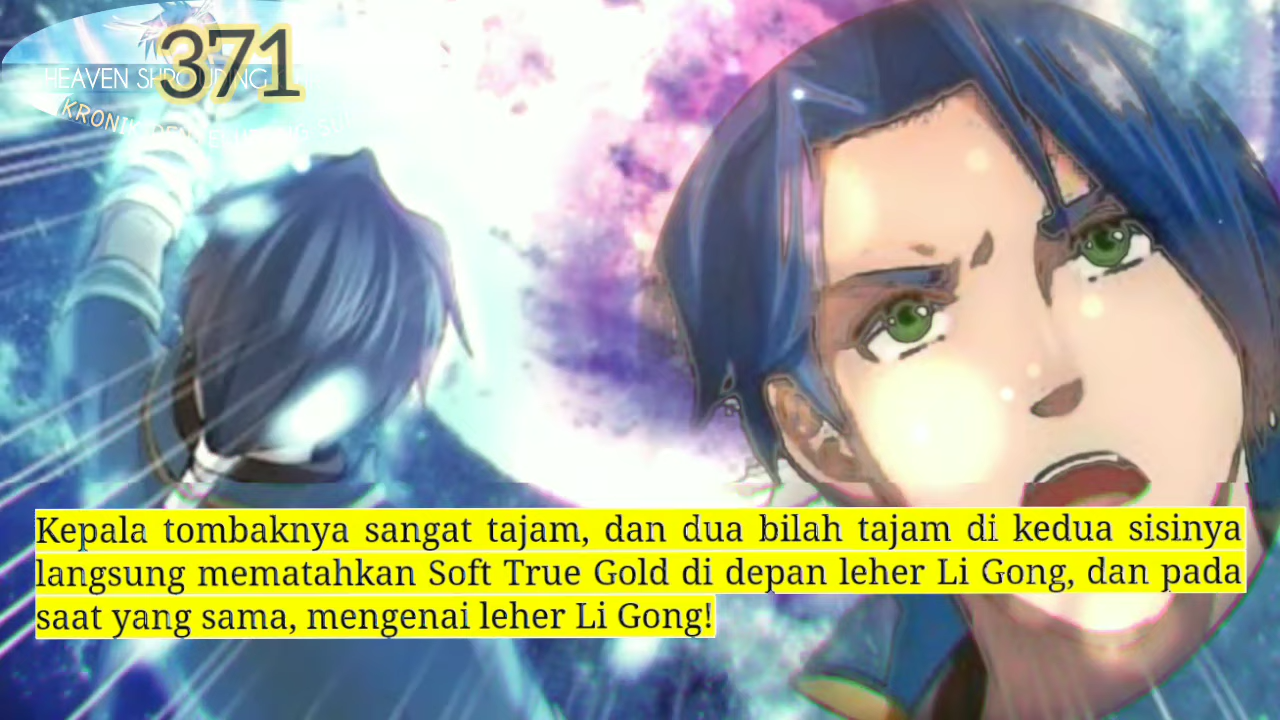 371
HEAVEN SHROUDING
Kepala tombaknya sangat tajam, dan dua bilah tajam di kedua sisinya
langsung mematahkan Soft True Gold di depan leher Li Gong, dan pada
saat yang sama, mengenai leher Li Gong!